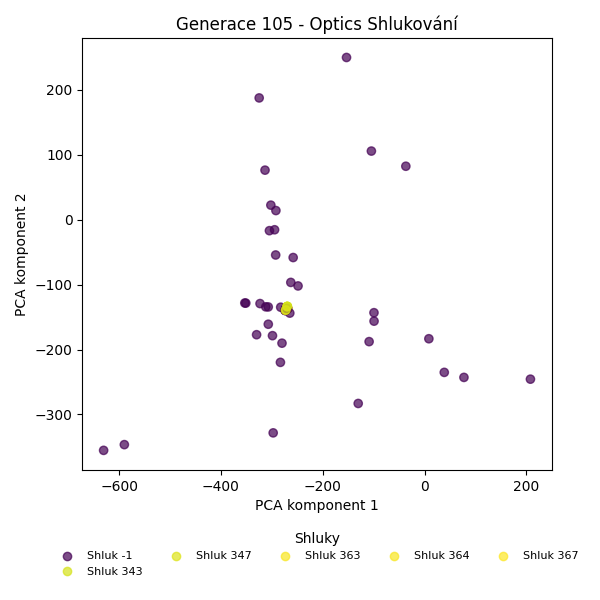 Generace 105 - Optics Shlukování
PCA komponent 2
200
100
0
−100
−200
−300
−600
−400
−200
0
200
PCA komponent 1
Shluky
Shluk -1
Shluk 347
Shluk 363
Shluk 364
Shluk 367
Shluk 343